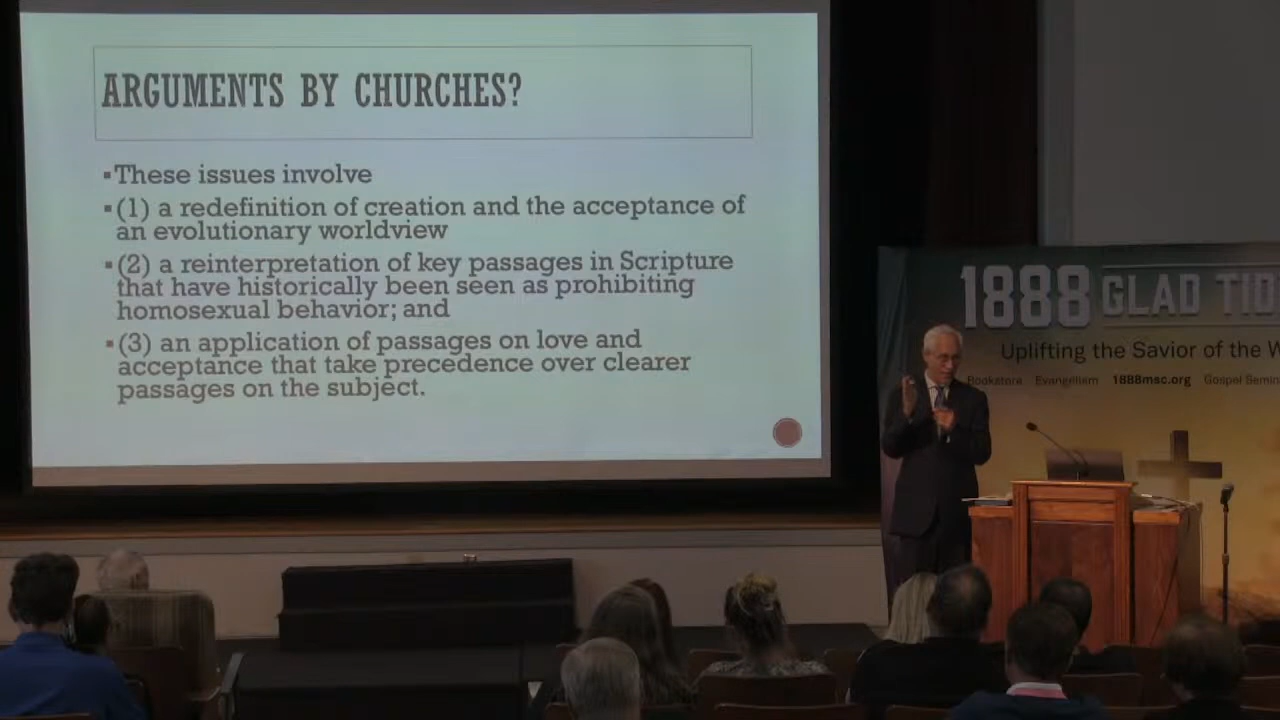 ARGUMENTS BY CHURCHES?
▪These issues involve
▪(1) a redefinition of creation and the acceptance of
an evolutionary worldview
▪(2) a reinterpretation of key passages in Scripture
that have historically been seen as prohibiting
homosexual behavior; and
▪(3) an application of passages on love and
acceptance that take precedence over clearer
passages on the subject.
1888 GLAD TID
Uplifting the Savior of the W
Bookstore Evangelism 1888msc.org Gospel Semin